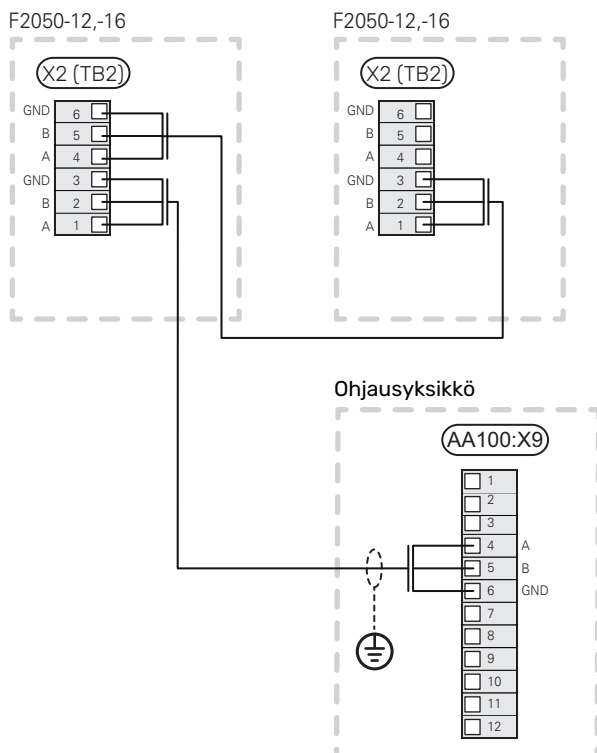 F2050-12,-16
X2 (TB2)
GND 6
B 5
A 4
GND 3
B 2
A 1
F2050-12,-16
X2 (TB2)
GND 6
B 5
A 4
GND 3
B 2
A 1
Ohjausyksikkö
AA100:X9
1
2
3
4 A
5 B
6 GND
7
8
9
10
11
12